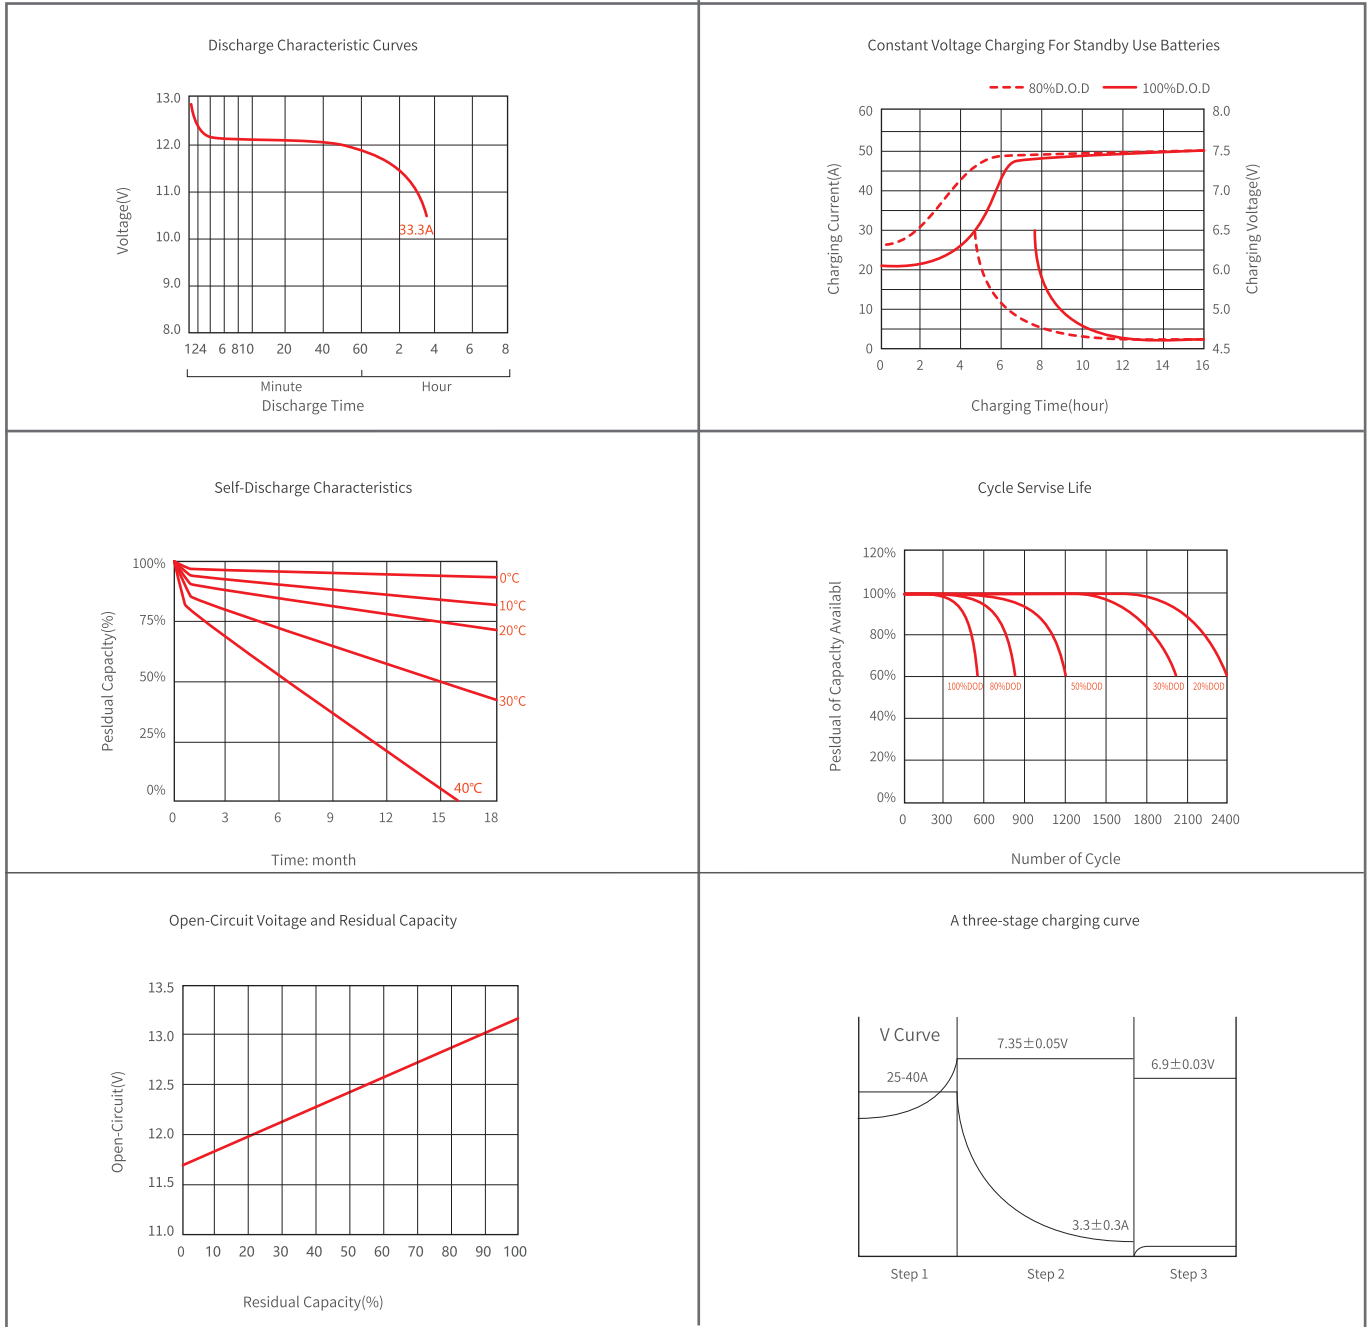 Discharge Characteristic Curves
13.0
12.0
11.0
10.0
9.0
8.0
Voltage(V)
33.3A
124 6 810 20 40 60 2 4 6 8
Minute Hour
Discharge Time
Constant Voltage Charging For Standby Use Batteries
80%D.O.D 100%D.O.D
60 8.0
50 7.5
40 7.0
30 6.5
20 6.0
10 5.0
0 4.5
Charging Current(A)
Charging Voltage(V)
0 2 4 6 8 10 12 14 16
Charging Time(hour)
Self-Discharge Characteristics
100%
75%
50%
25%
0%
Pesldual Capaclty(%)
0℃
10℃
20℃
30℃
40℃
0 3 6 9 12 15 18
Time: month
Cycle Servise Life
120%
100%
80%
60%
40%
20%
0%
Pesldual of Capaclty Availabl
100%DOD 80%DOD 50%DOD 30%DOD 20%DOD
0 300 600 900 1200 1500 1800 2100 2400
Number of Cycle
Open-Circuit Voitage and Residual Capacity
13.5
13.0
12.5
12.0
11.5
11.0
Open-Circuit(V)
0 10 20 30 40 50 60 70 80 90 100
Residual Capacity(%)
A three-stage charging curve
V Curve
7.35±0.05V
6.9±0.03V
25-40A
3.3±0.3A
Step 1 Step 2 Step 3